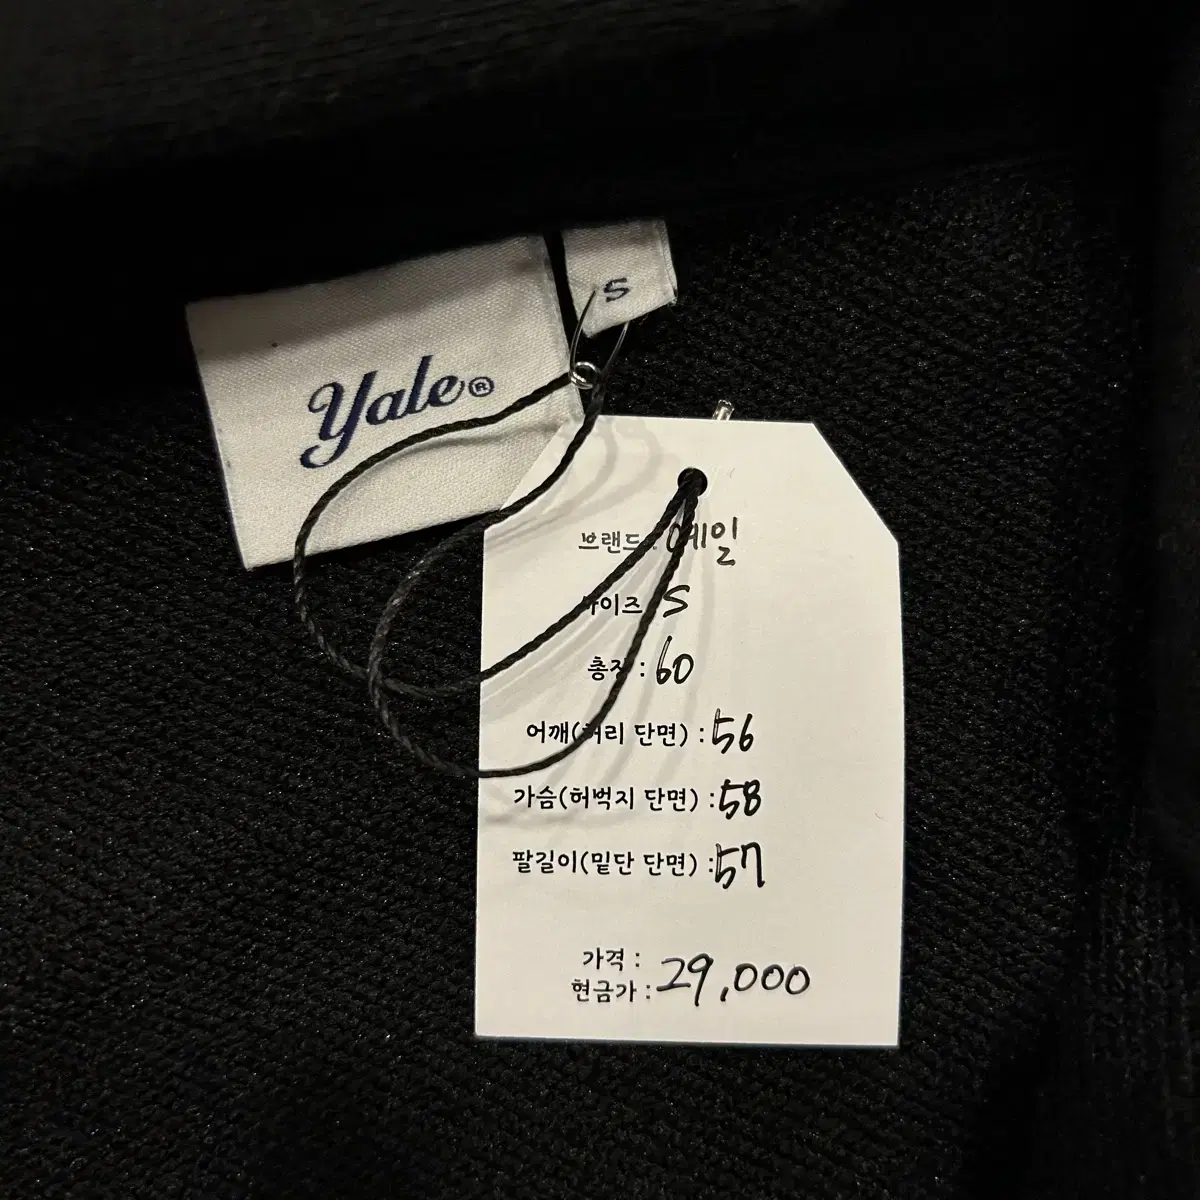 S
Yale®
브랜드 : 예일
사이즈 S
총장 : 60
어깨(허리 단면) : 56
가슴(허벅지 단면) : 58
팔길이(밑단 단면) : 57
가격 :
현금가 : 29,000